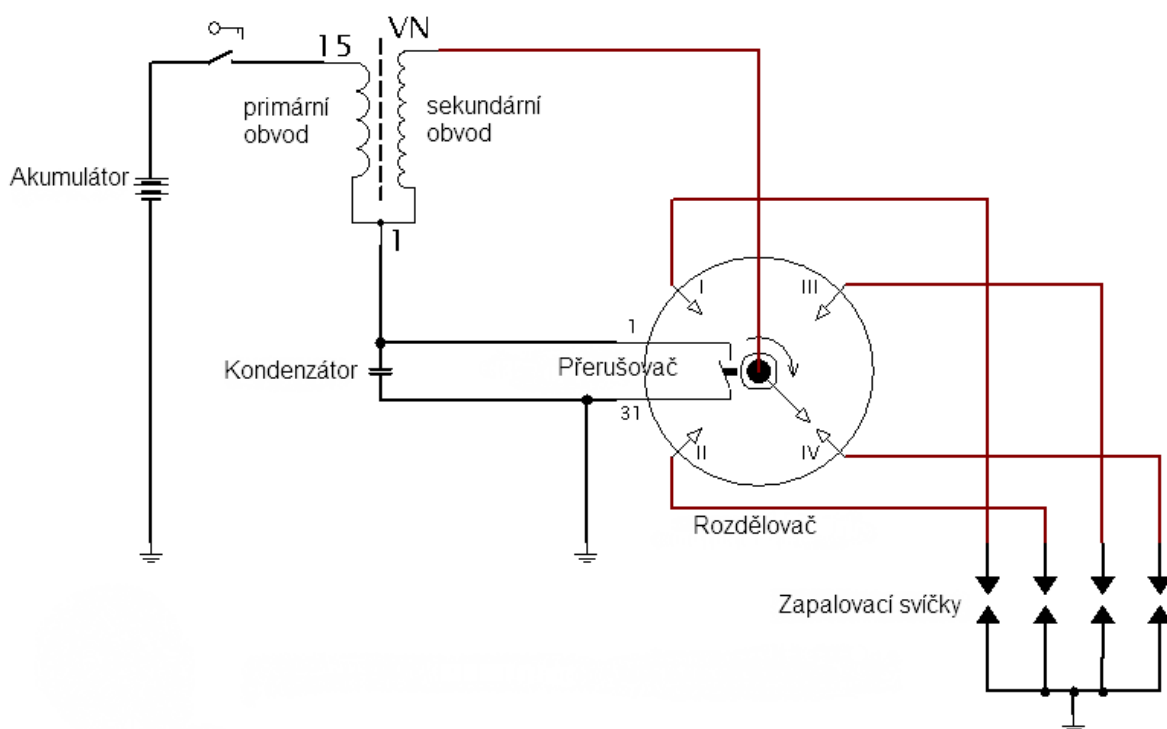 15
VN
primární
obvod
sekundární
obvod
Akumulátor
1
I
III
1
Kondenzátor
Přerušovač
31
II
IV
Rozdělovač
Zapalovací svíčky